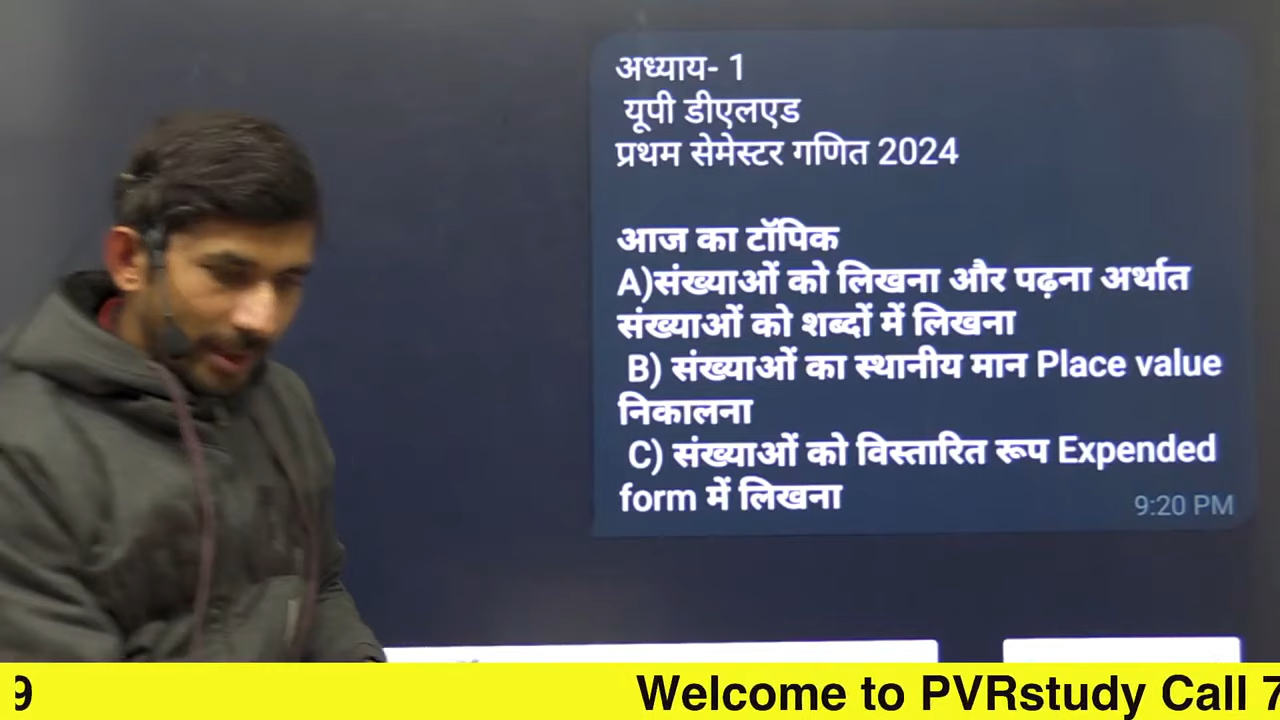 अध्याय- 1
यूपी डीएलएड
प्रथम सेमेस्टर गणित 2024
आज का टॉपिक
A)संख्याओं को लिखना और पढ़ना अर्थात
संख्याओं को शब्दों में लिखना
B) संख्याओं का स्थानीय मान Place value
निकालना
C) संख्याओं को विस्तारित रूप Expended
form में लिखना
9:20 PM
9 Welcome to PVRstudy Call 7